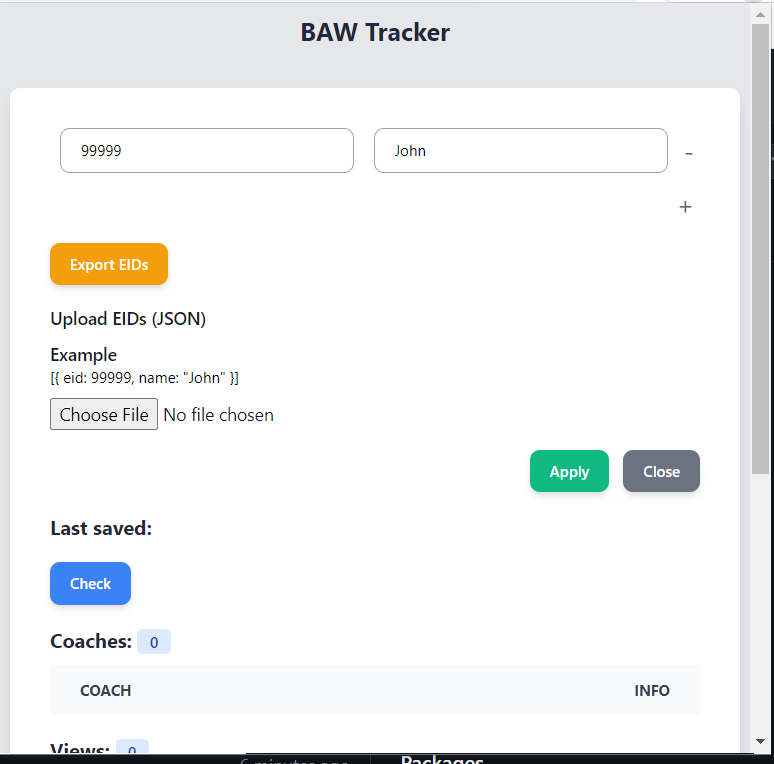 BAW Tracker
99999 John -
+
Export EIDs
Upload EIDs (JSON)
Example
[{ eid: 99999, name: "John" }]
Choose File No file chosen
Apply Close
Last saved:
Check
Coaches: 0
COACH INFO
Views: 0
6 minutes ago Packages